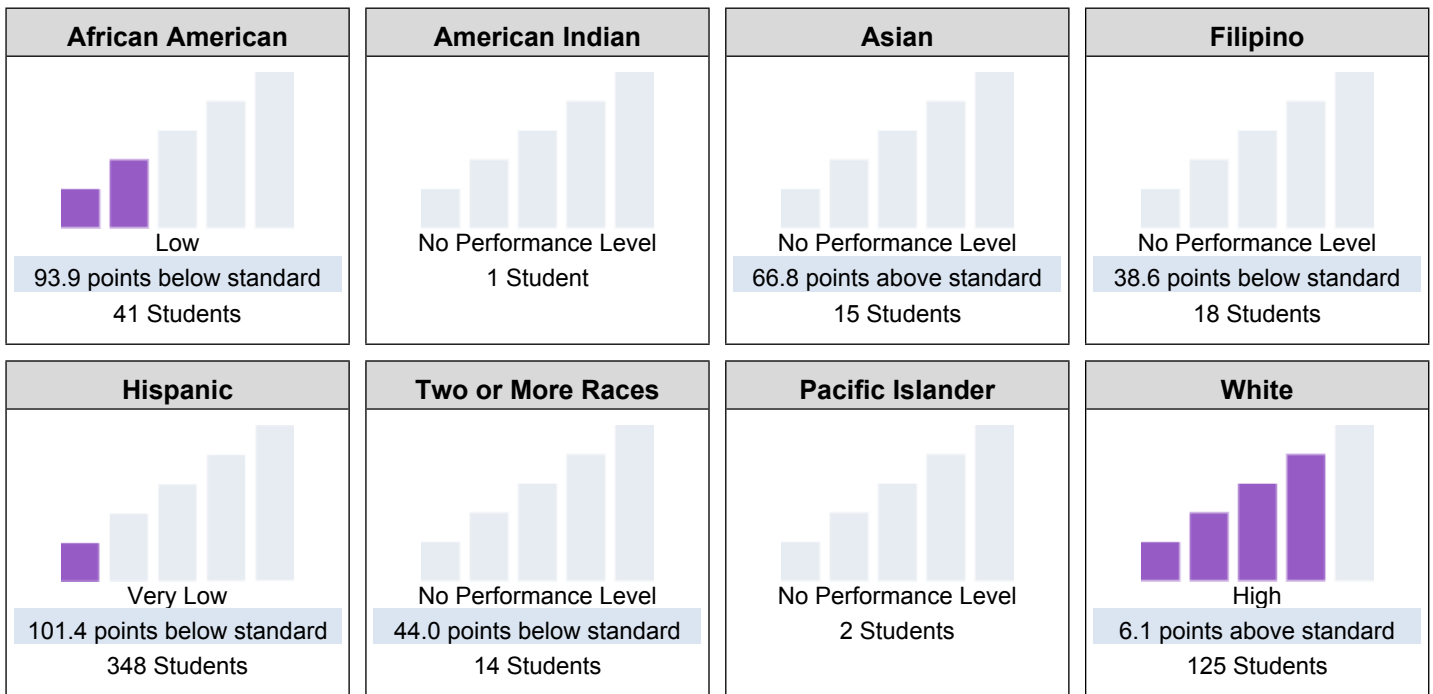 African American
Low
93.9 points below standard
41 Students
American Indian
No Performance Level
1 Student
Asian
No Performance Level
66.8 points above standard
15 Students
Filipino
No Performance Level
38.6 points below standard
18 Students
Hispanic
Very Low
101.4 points below standard
348 Students
Two or More Races
No Performance Level
44.0 points below standard
14 Students
Pacific Islander
No Performance Level
2 Students
White
High
6.1 points above standard
125 Students